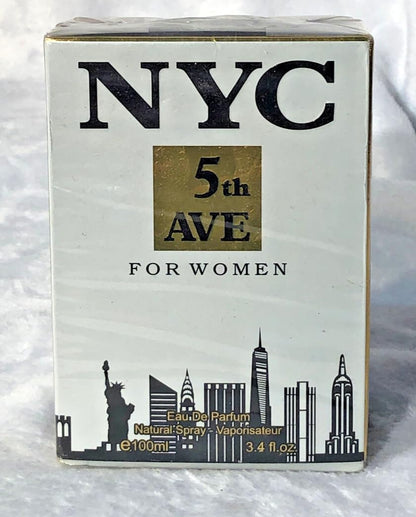 NYC
5th
AVE
FOR WOMEN
Eau De Parfum
Natural Spray - Vaporisateur
e100ml 3.4 fl.oz.